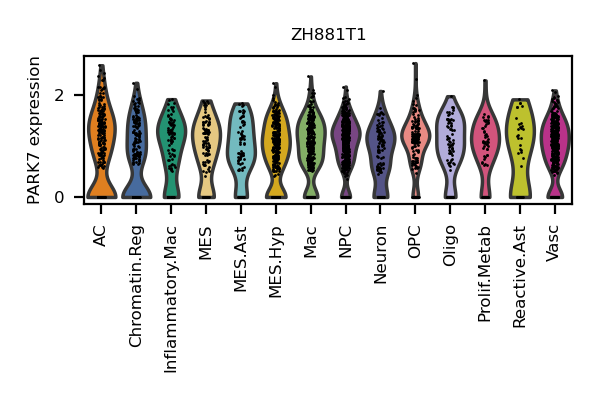 ZH881T1
PARK7 expression
2
0
AC
Chromatin.Reg
Inflammatory.Mac
MES
MES.Ast
MES.Hyp
Mac
NPC
Neuron
OPC
Oligo
Prolif.Metab
Reactive.Ast
Vasc